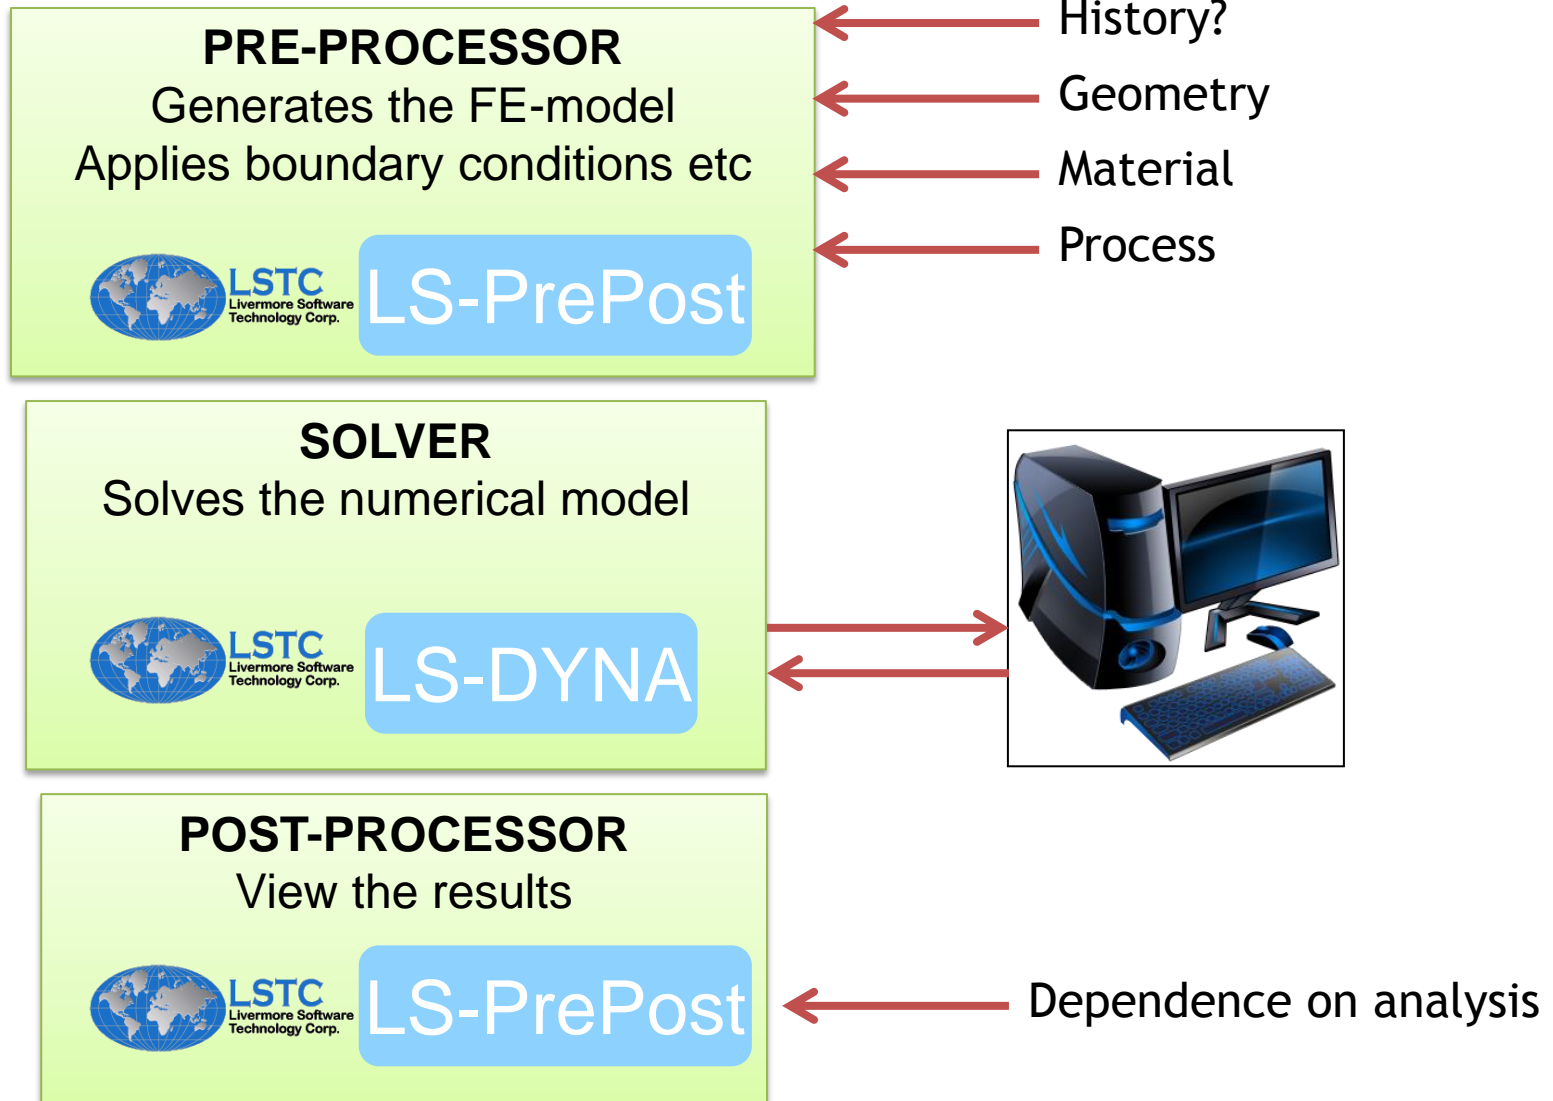 PRE-PROCESSOR
Generates the FE-model
Applies boundary conditions etc
LSTC
Livermore Software
Technology Corp.
LS-PrePost
History?
Geometry
Material
Process
SOLVER
Solves the numerical model
LSTC
Livermore Software
Technology Corp.
LS-DYNA
POST-PROCESSOR
View the results
LSTC
Livermore Software
Technology Corp.
LS-PrePost
Dependence on analysis